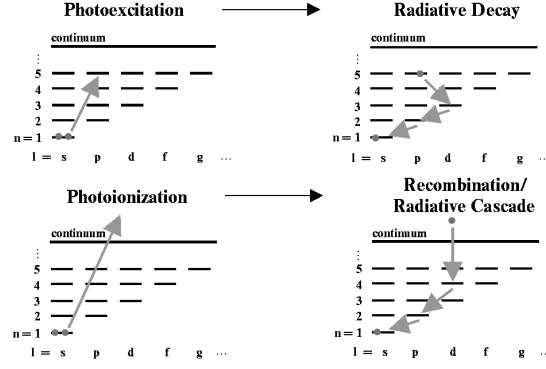 Photoexcitation
Radiative Decay
continuum
⋮
5
4
3
2
n = 1
l = s p d f g ...
continuum
⋮
5
4
3
2
n = 1
l = s p d f g ...
Photoionization
Recombination/
Radiative Cascade
continuum
⋮
5
4
3
2
n = 1
l = s p d f g ...
continuum
⋮
5
4
3
2
n = 1
l = s p d f g ...